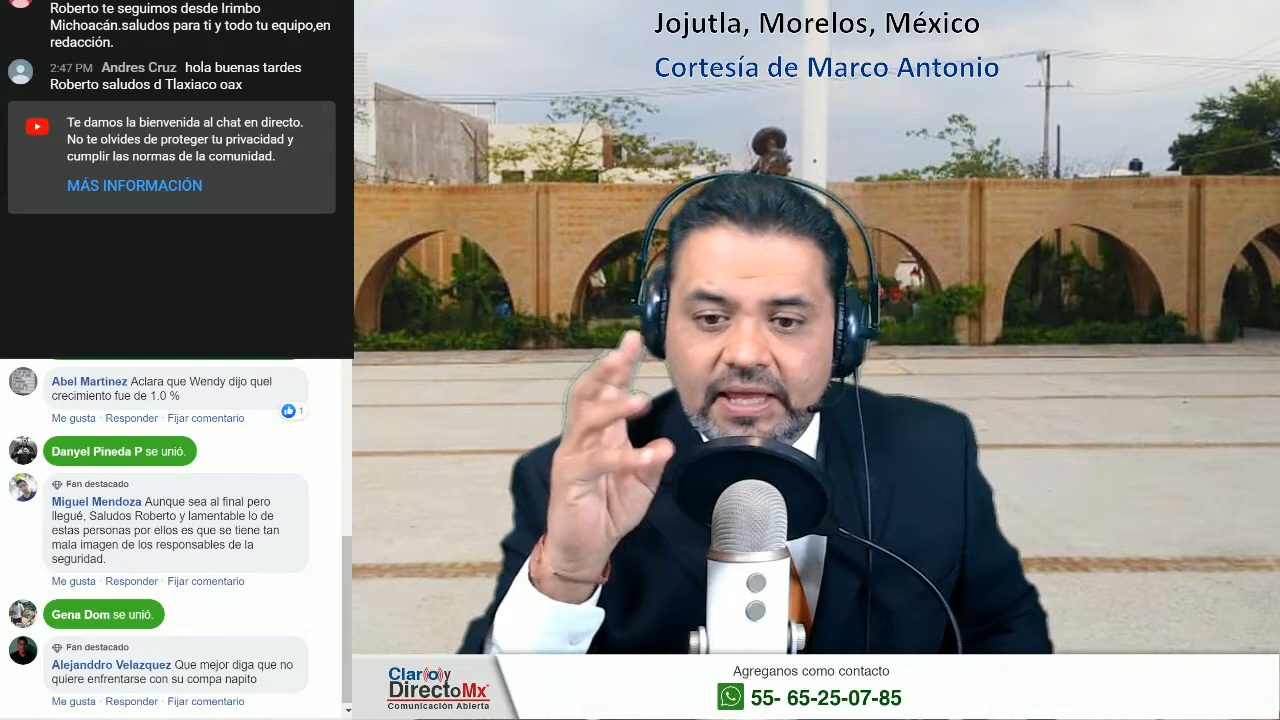 Roberto te seguimos desde Irimbo
Michoacán.saludos para ti y todo tu equipo,en
redacción.
2:47 PM Andres Cruz hola buenas tardes
Roberto saludos d Tlaxiaco oax
Te damos la bienvenida al chat en directo.
No te olvides de proteger tu privacidad y
cumplir las normas de la comunidad.
MÁS INFORMACIÓN
Abel Martinez Aclara que Wendy dijo quel
crecimiento fue de 1.0 %
1
Me gusta · Responder · Fijar comentario
Danyel Pineda P se unió.
Fan destacado
Miguel Mendoza Aunque sea al final pero
llegue, Saludos Roberto y lamentable lo de
estas personas por ellos es que se tiene tan
mala imagen de los responsables de la
seguridad.
Me gusta · Responder · Fijar comentario
Gena Dom se unió.
Fan destacado
Alejanddro Velazquez Que mejor diga que no
quiere enfrentarse con su compa napito
Me gusta · Responder · Fijar comentario
Jojutla, Morelos, México
Cortesía de Marco Antonio
Claro y
DirectoMx
Comunicación Abierta
Agreganos como contacto
55- 65-25-07-85